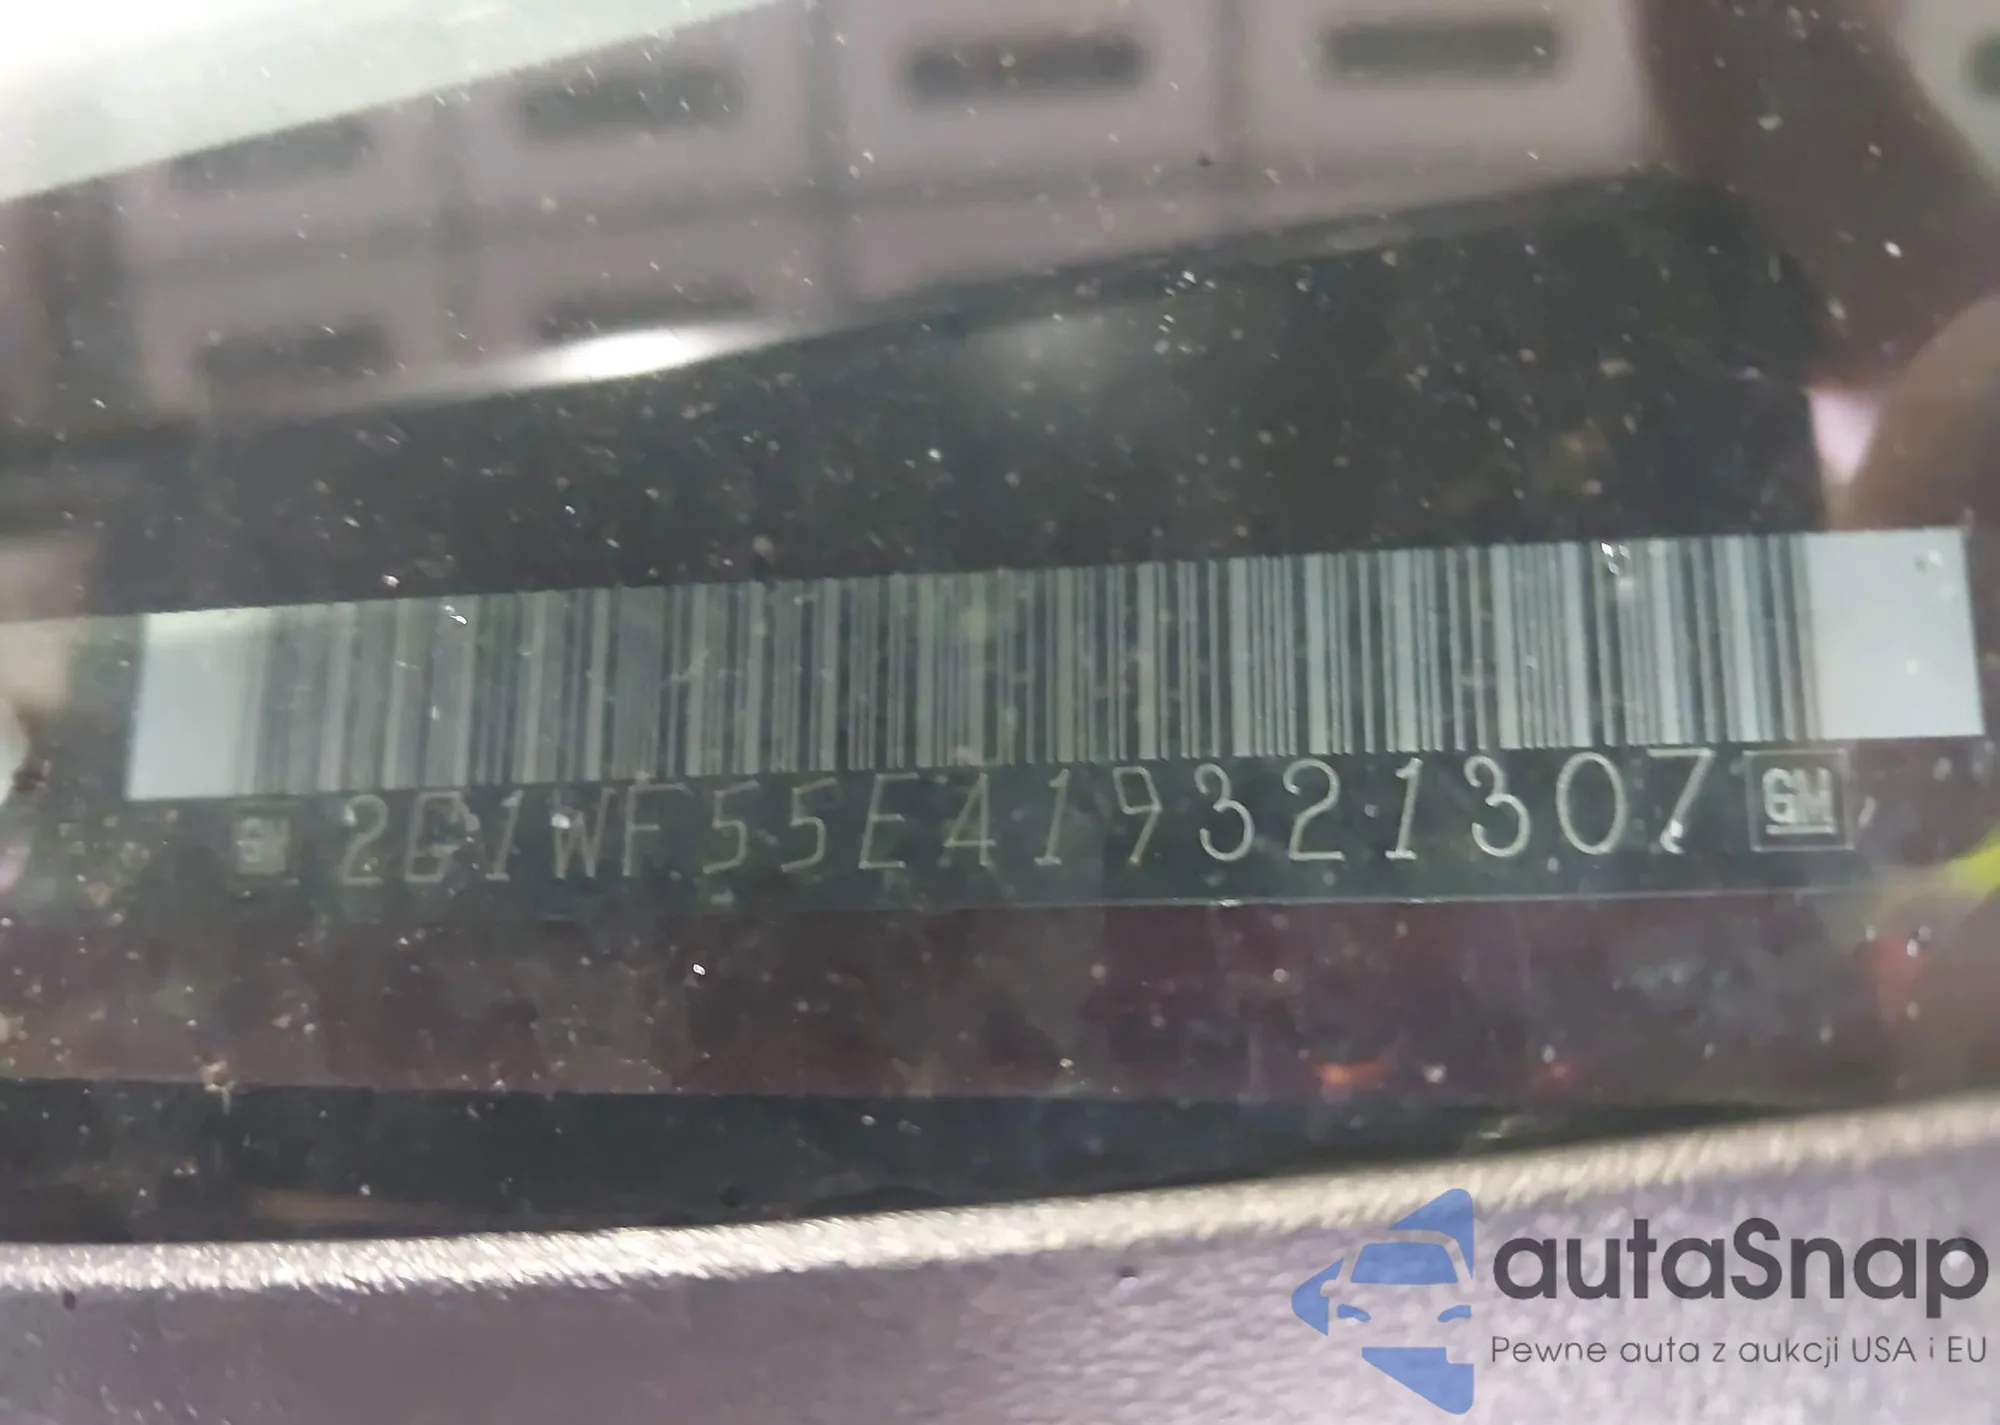 GM 2G1WF55E419321307 GM
autaSnap
Pewne auta z aukcji USA i EU